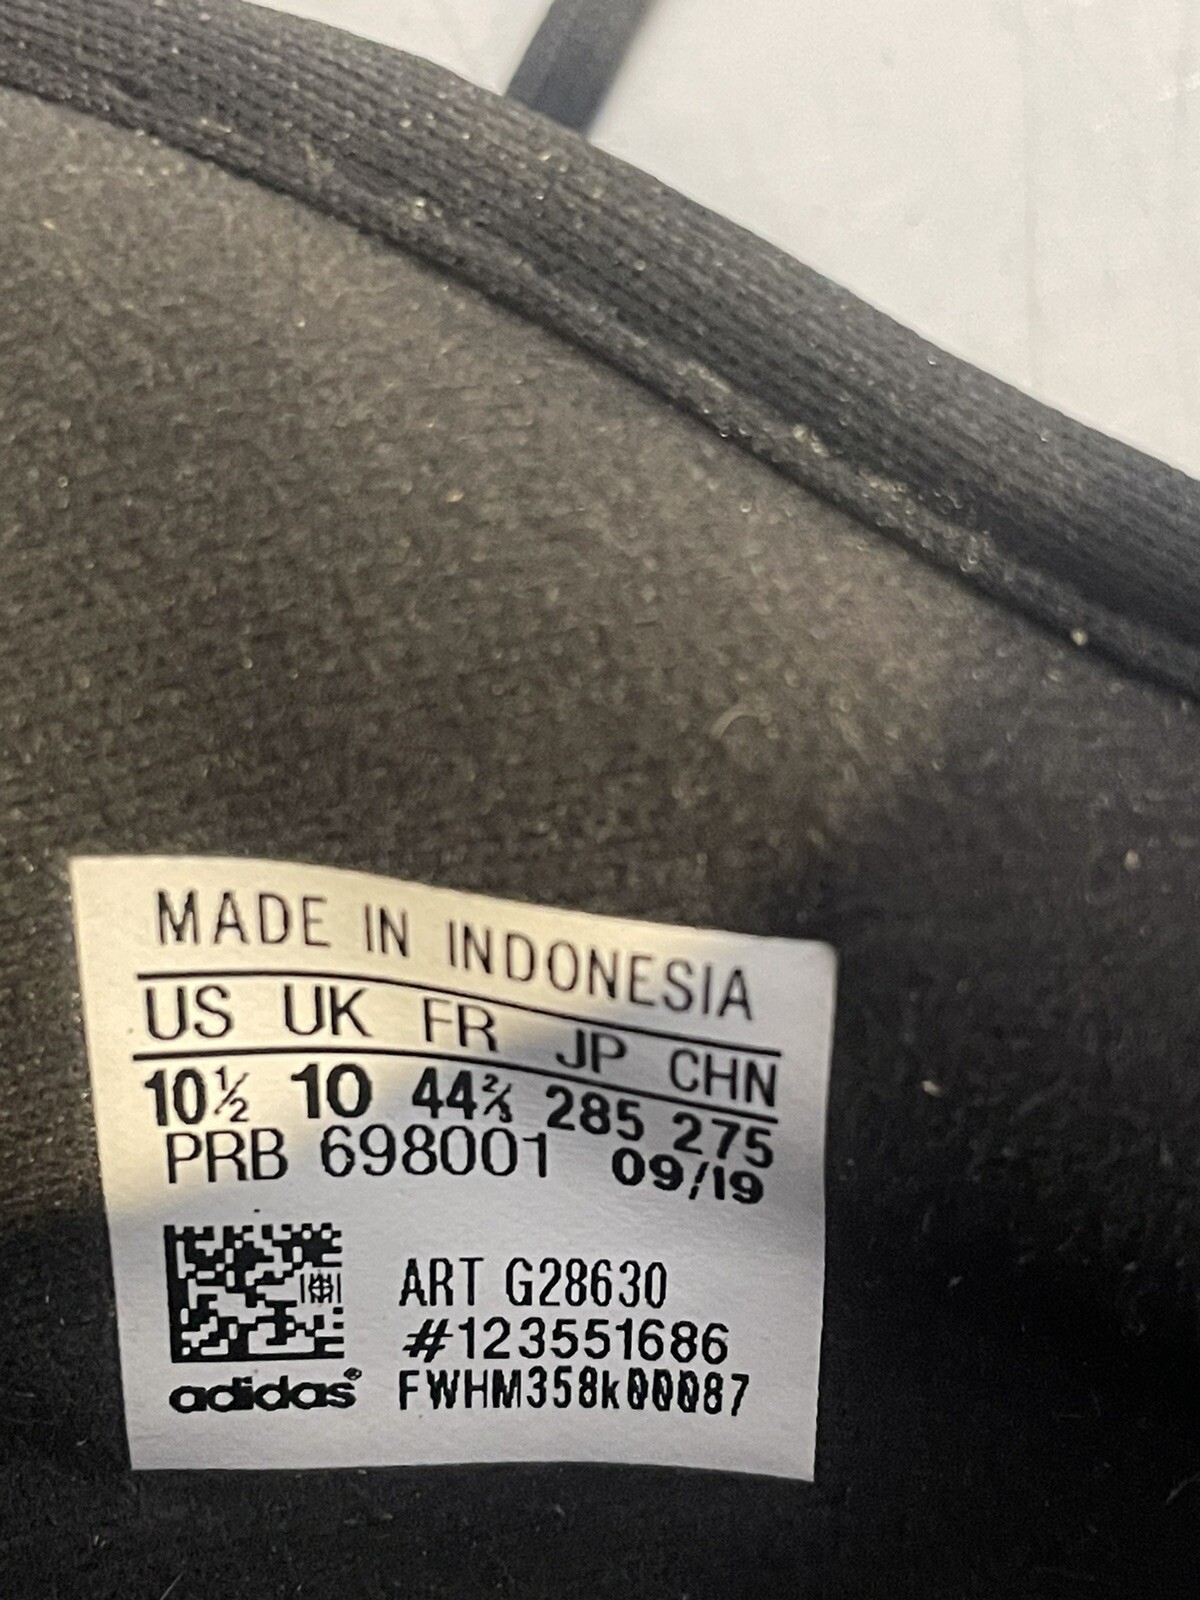 MADE IN INDONESIA
US UK FR JP CHN
10½ 10 44⅔ 285 275
PRB 698001 09/19
ART G28630
#123551686
adidas® FWHM358k00087